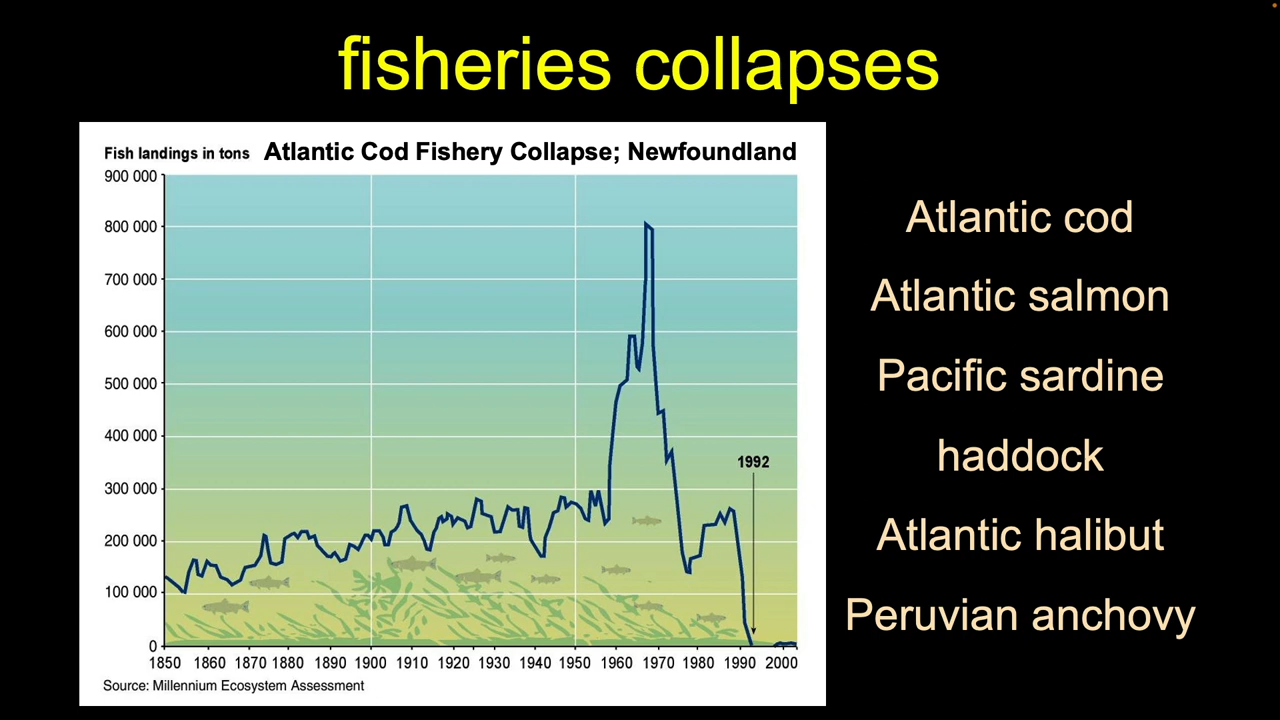 fisheries collapses
Fish landings in tons
Atlantic Cod Fishery Collapse; Newfoundland
900 000
800 000
700 000
600 000
500 000
400 000
300 000
200 000
100 000
0
1992
1850 1860 1870 1880 1890 1900 1910 1920 1930 1940 1950 1960 1970 1980 1990 2000
Source: Millennium Ecosystem Assessment
Atlantic cod
Atlantic salmon
Pacific sardine
haddock
Atlantic halibut
Peruvian anchovy